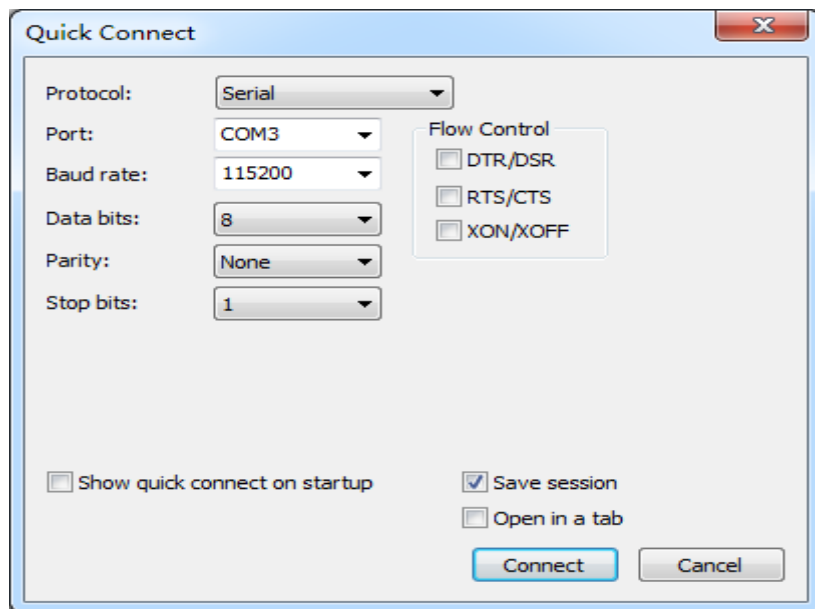 Quick Connect
Protocol: Serial
Port: COM3
Flow Control
DTR/DSR
Baud rate: 115200
RTS/CTS
Data bits: 8
XON/XOFF
Parity: None
Stop bits: 1
Show quick connect on startup
Save session
Open in a tab
Connect Cancel